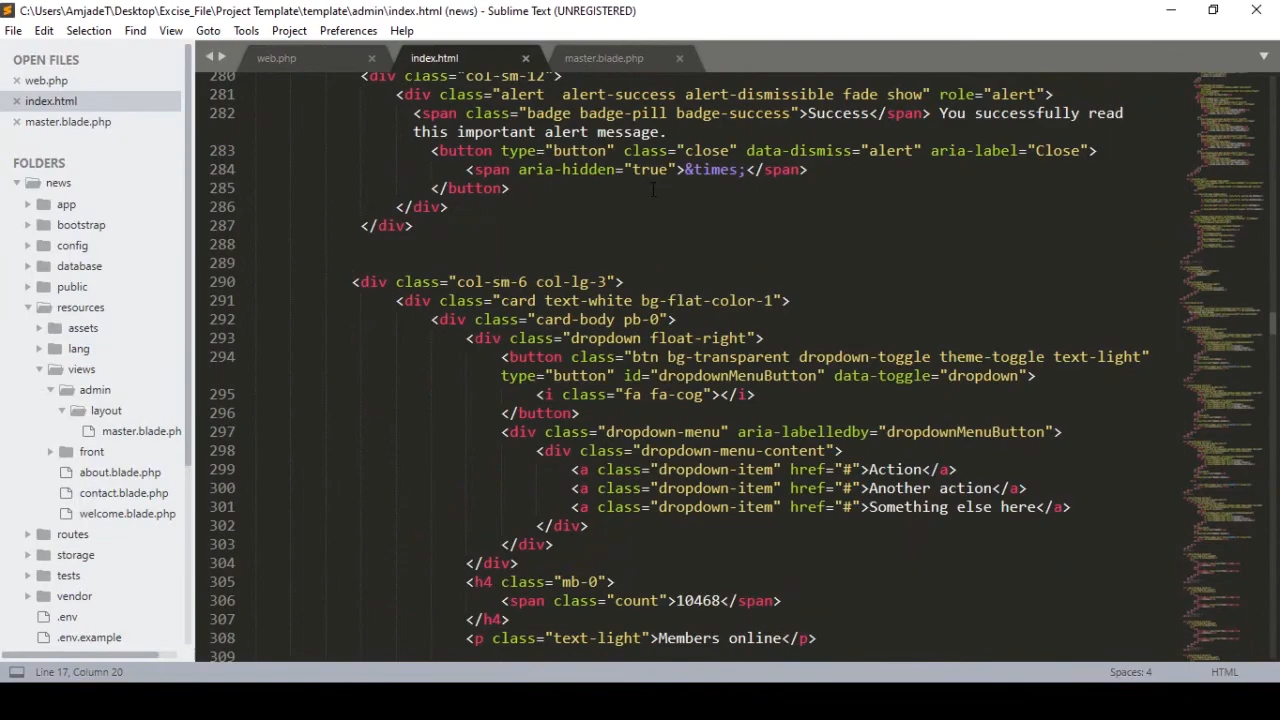 C:\Users\AmjadeT\Desktop\Excise_File\Project Template\template\admin\index.html (news) - Sublime Text (UNREGISTERED)
File Edit Selection Find View Goto Tools Project Preferences Help
OPEN FILES
web.php
index.html
master.blade.php
FOLDERS
news
app
bootstrap
config
database
public
resources
assets
lang
views
admin
layout
master.blade.ph
front
about.blade.php
contact.blade.php
welcome.blade.php
routes
storage
tests
vendor
.env
.env.example
web.php index.html master.blade.php
280 <div class="col-sm-12">
281 <div class="alert  alert-success alert-dismissible fade show" role="alert">
282 <span class="badge badge-pill badge-success">Success</span> You successfully read
this important alert message.
283 <button type="button" class="close" data-dismiss="alert" aria-label="Close">
284 <span aria-hidden="true">&times;</span>
285 </button>
286 </div>
287 </div>
288
289
290 <div class="col-sm-6 col-lg-3">
291 <div class="card text-white bg-flat-color-1">
292 <div class="card-body pb-0">
293 <div class="dropdown float-right">
294 <button class="btn bg-transparent dropdown-toggle theme-toggle text-light"
type="button" id="dropdownMenuButton" data-toggle="dropdown">
295 <i class="fa fa-cog"></i>
296 </button>
297 <div class="dropdown-menu" aria-labelledby="dropdownMenuButton">
298 <div class="dropdown-menu-content">
299 <a class="dropdown-item" href="#">Action</a>
300 <a class="dropdown-item" href="#">Another action</a>
301 <a class="dropdown-item" href="#">Something else here</a>
302 </div>
303 </div>
304 </div>
305 <h4 class="mb-0">
306 <span class="count">10468</span>
307 </h4>
308 <p class="text-light">Members online</p>
309
Line 17, Column 20 Spaces: 4 HTML